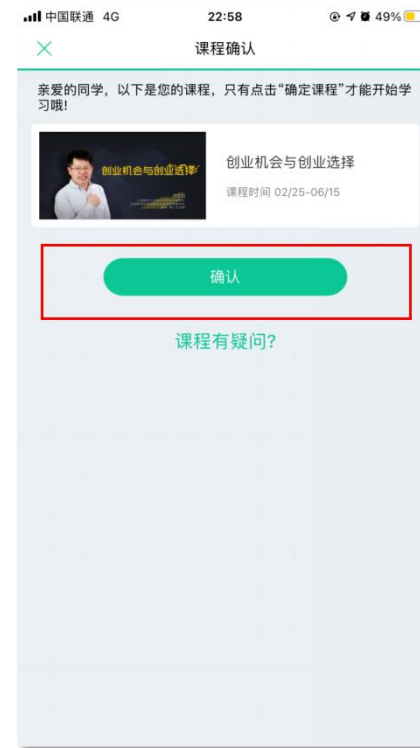 中国联通 4G 22:58 49%
课程确认
亲爱的同学，以下是您的课程，只有点击“确定课程”才能开始学
习哦!
创业机会与创业选择
创业机会与创业选择
课程时间 02/25-06/15
确认
课程有疑问?